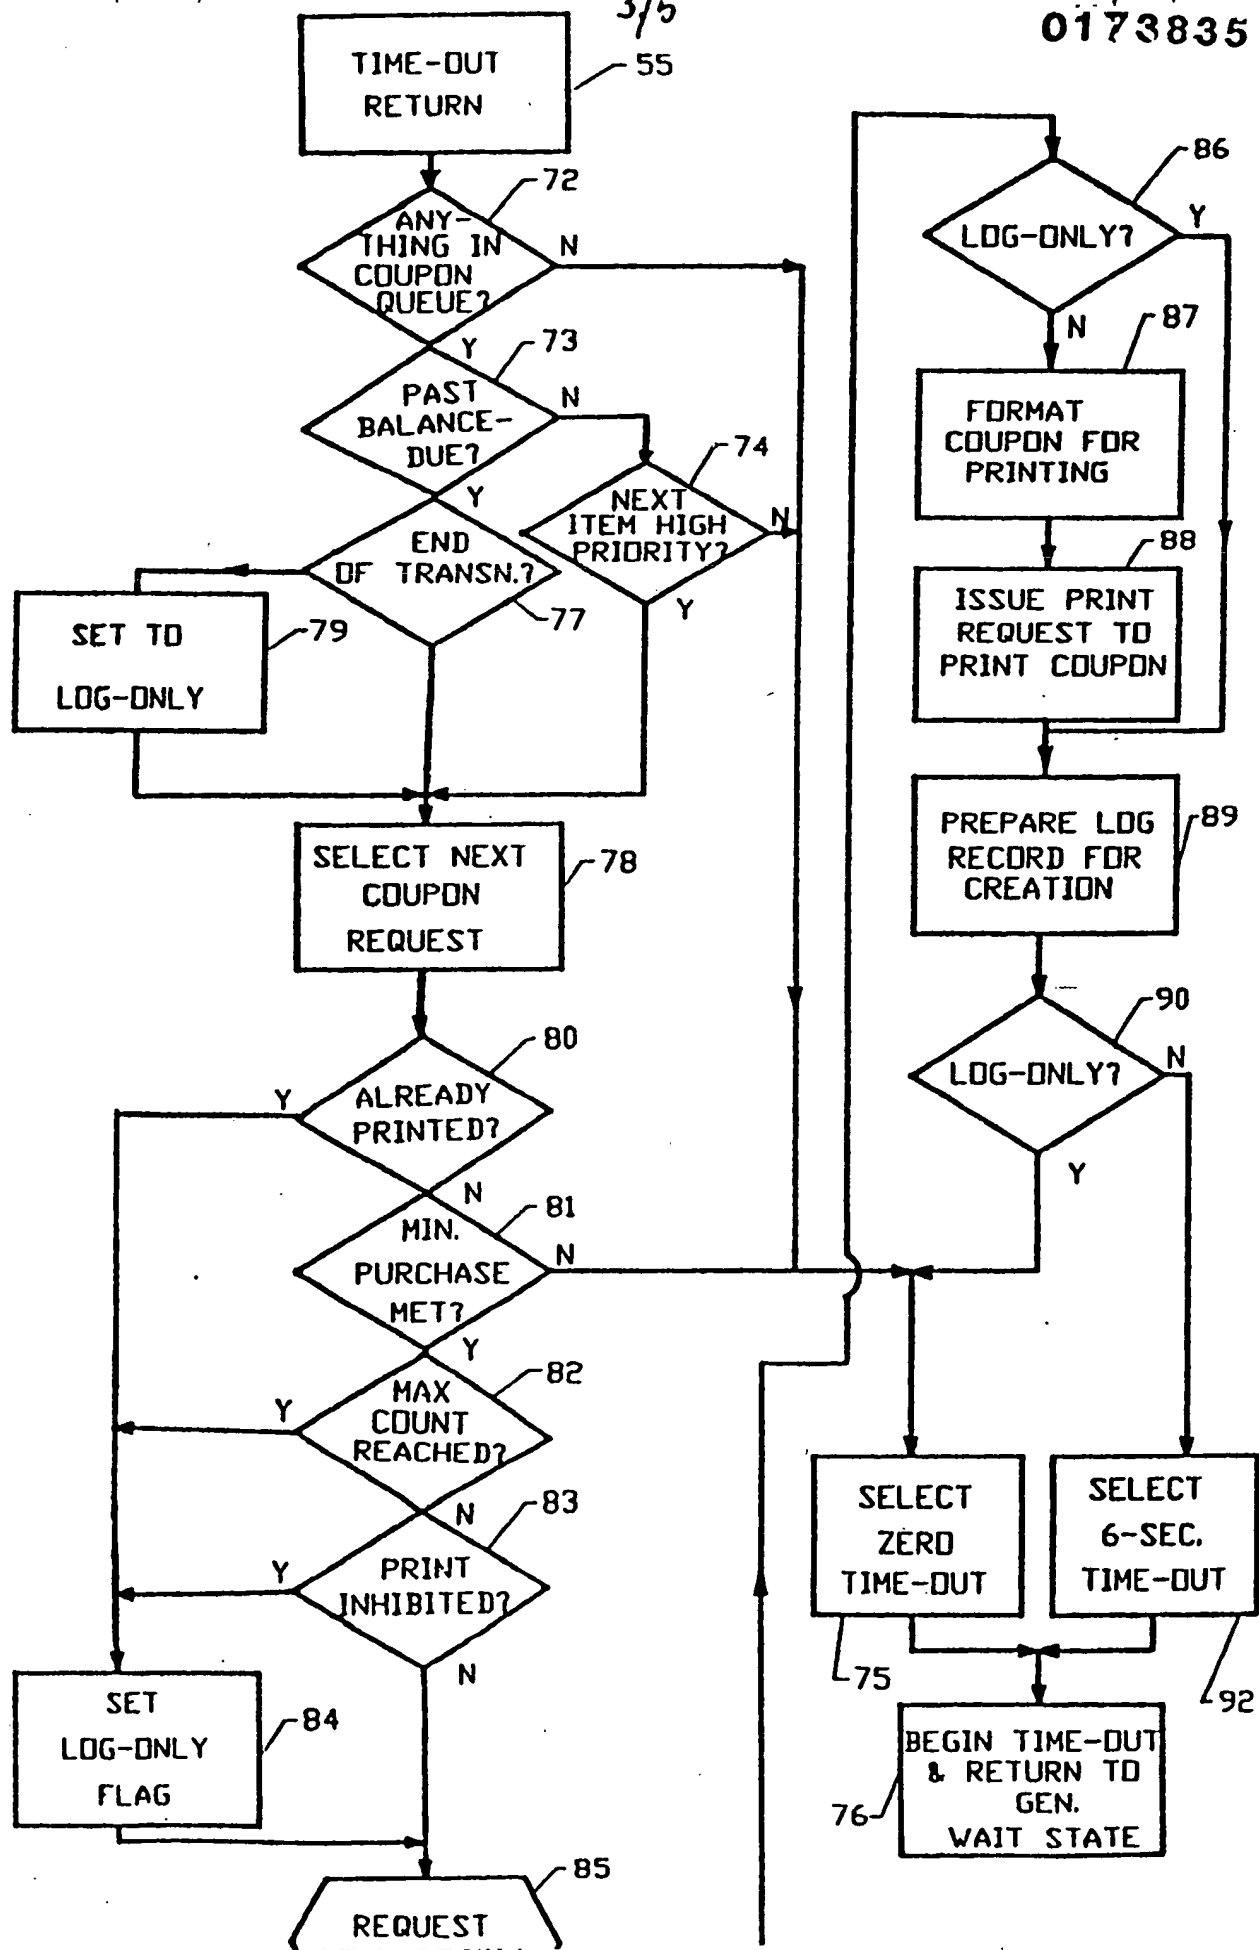 3/5
0173835
TIME-OUT
RETURN
55
72
ANY-
THING IN
COUPON
QUEUE?
N
Y
73
PAST
BALANCE-
DUE?
N
Y
74
NEXT
ITEM HIGH
PRIORITY?
N
Y
END
OF TRANSN.?
77
SET TO
LOG-ONLY
79
SELECT NEXT
COUPON
REQUEST
78
80
ALREADY
PRINTED?
Y
N
81
MIN.
PURCHASE
MET?
N
Y
82
MAX
COUNT
REACHED?
Y
N
83
PRINT
INHIBITED?
Y
N
SET
LOG-ONLY
FLAG
84
85
REQUEST
86
LOG-ONLY?
Y
N
87
FORMAT
COUPON FOR
PRINTING
88
ISSUE PRINT
REQUEST TO
PRINT COUPON
PREPARE LOG
RECORD FOR
CREATION
89
90
LOG-ONLY?
N
Y
SELECT
ZERO
TIME-OUT
75
SELECT
6-SEC.
TIME-OUT
92
BEGIN TIME-OUT
& RETURN TO
GEN.
WAIT STATE
76